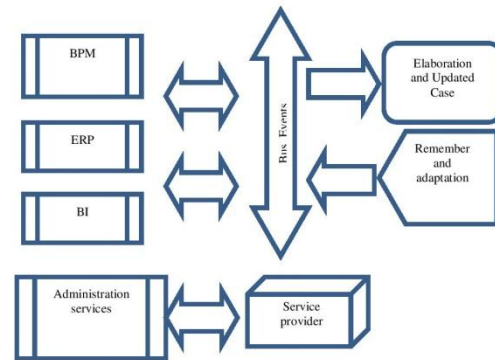 BPM
ERP
BI
Bus Events
Elaboration
and Updated
Case
Remember
and
adaptation
Administration
services
Service
provider